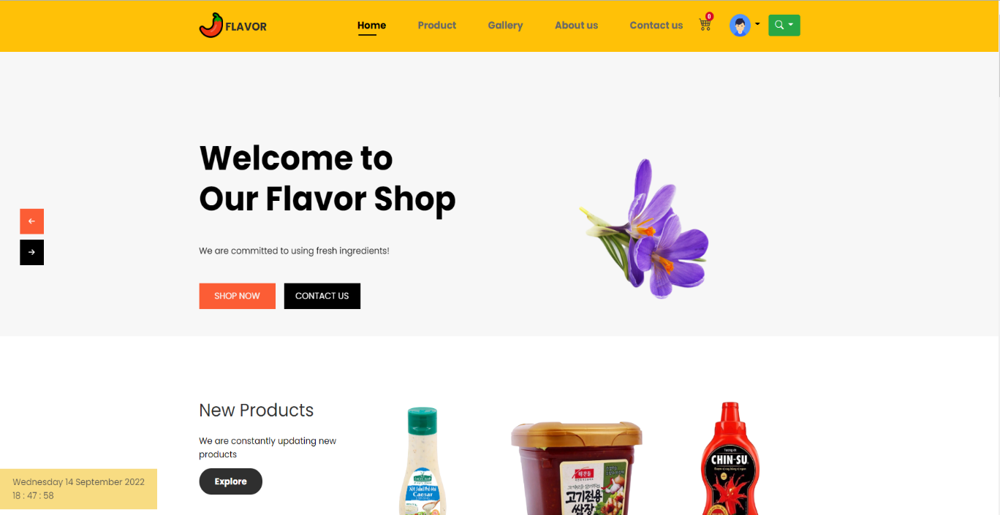 FLAVOR
Home
Product
Gallery
About us
Contact us
0
Welcome to
Our Flavor Shop
We are committed to using fresh ingredients!
SHOP NOW
CONTACT US
New Products
We are constantly updating new
products
Explore
Caesar
고기전용
쌈장
Tương ớt
CHIN-SU
Wednesday 14 September 2022
18 : 47 : 58